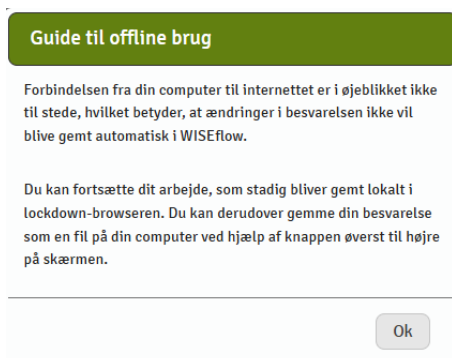 Guide til offline brug
Forbindelsen fra din computer til internettet er i øjeblikket ikke
til stede, hvilket betyder, at ændringer i besvarelsen ikke vil
blive gemt automatisk i WISEflow.
Du kan fortsætte dit arbejde, som stadig bliver gemt lokalt i
lockdown-browseren. Du kan derudover gemme din besvarelse
som en fil på din computer ved hjælp af knappen øverst til højre
på skærmen.
Ok